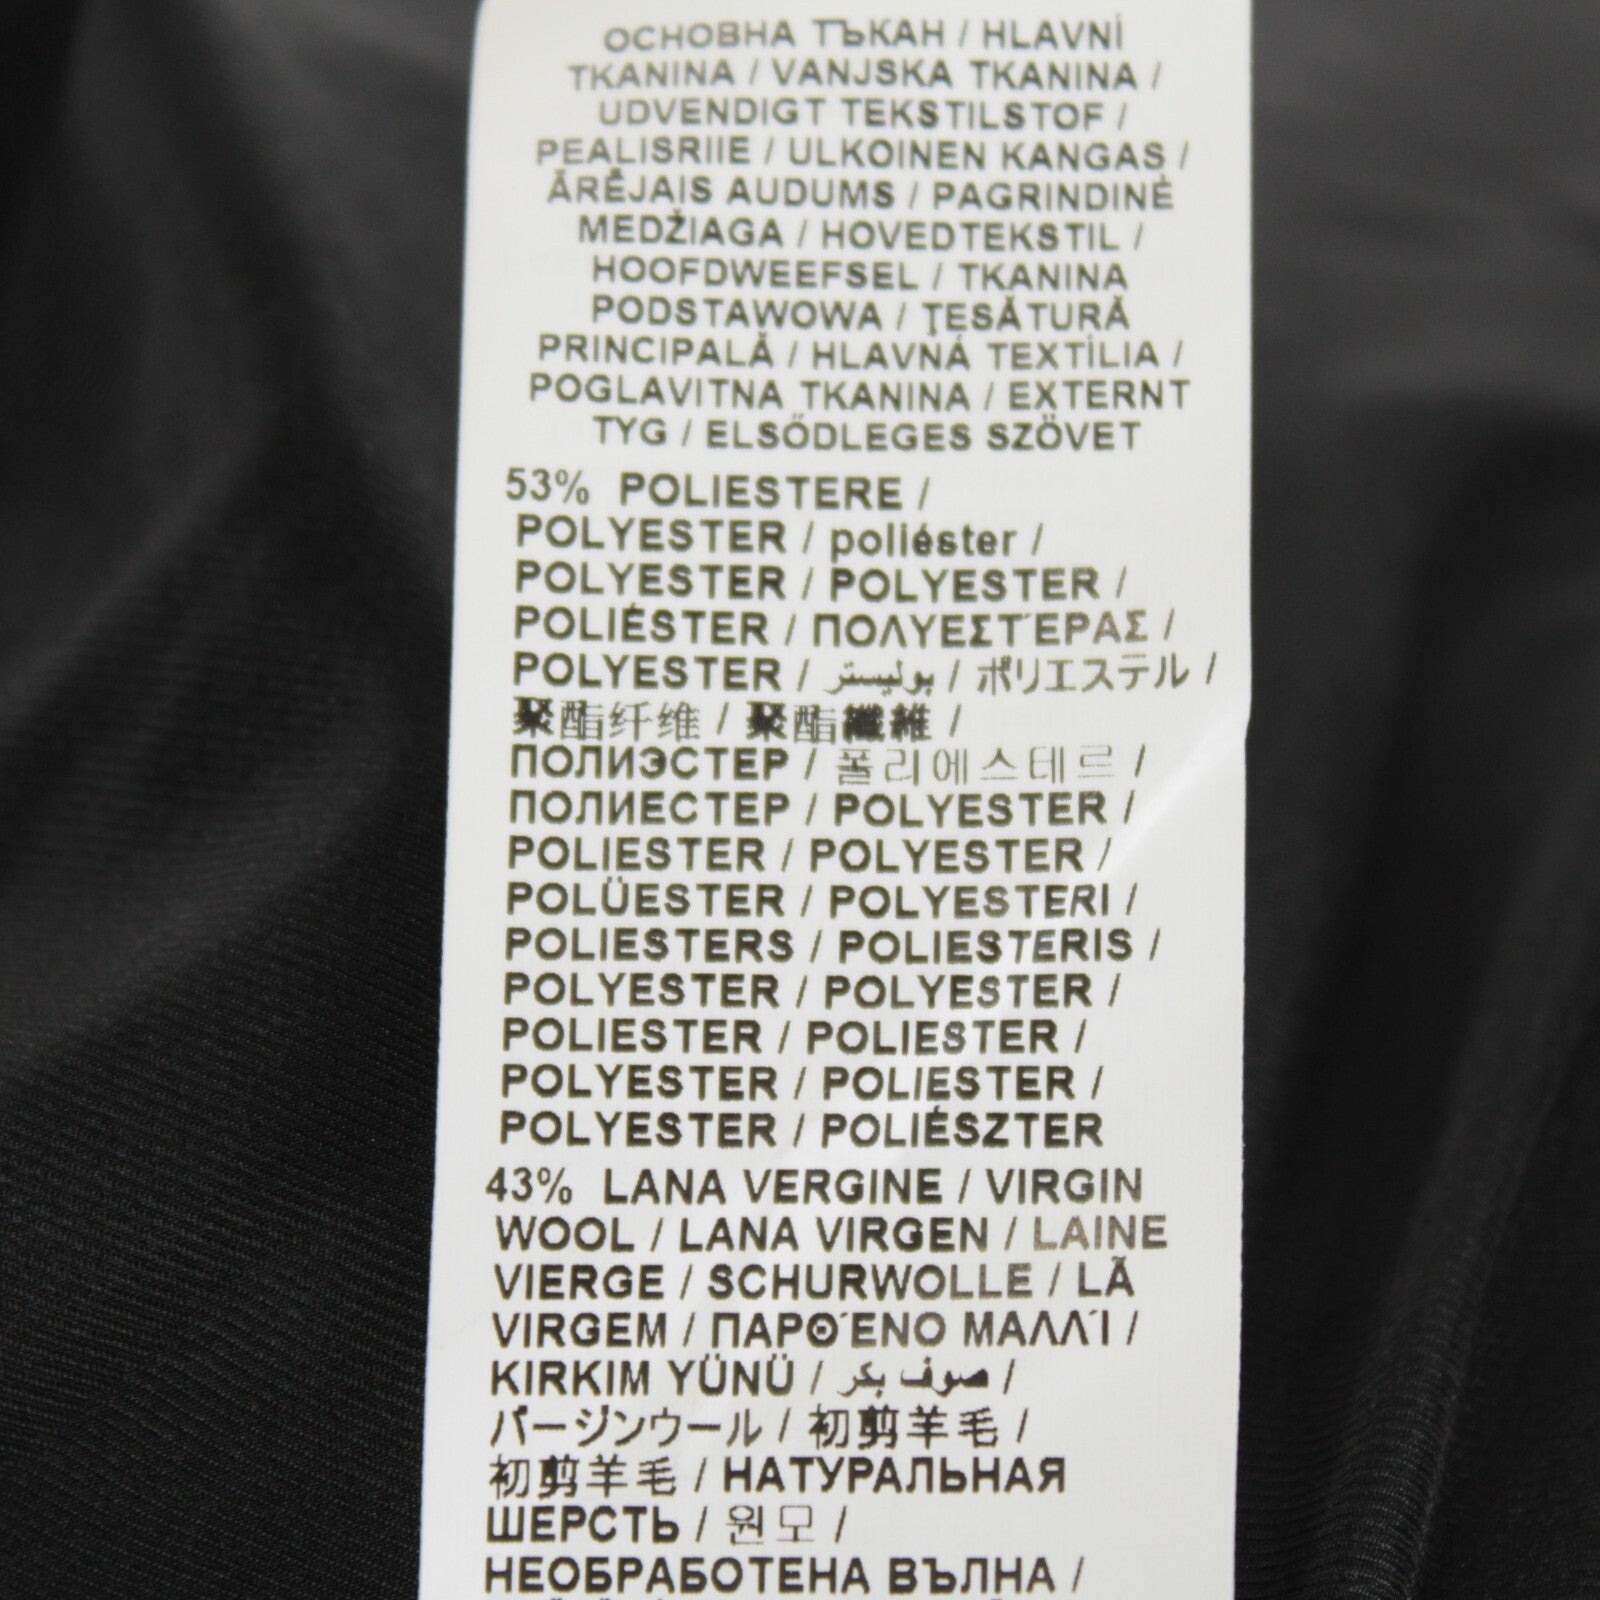 ОСНОВНА ТЪКАН / HLAVNÍ
TKANINA / VANJSKA TKANINA /
UDVENDIGT TEKSTILSTOF /
PEALISRIIE / ULKOINEN KANGAS /
ĀRĒJAIS AUDUMS / PAGRINDINĖ
MEDŽIAGA / HOVEDTEKSTIL /
HOOFDWEEFSEL / TKANINA
PODSTAWOWA / ŢESĂTURĂ
PRINCIPALĂ / HLAVNÁ TEXTÍLIA /
POGLAVITNA TKANINA / EXTERNT
TYG / ELSŐDLEGES SZÖVET
53% POLIESTERE /
POLYESTER / poliéster /
POLYESTER / POLYESTER /
POLIÉSTER / ΠΟΛΥΕΣΤΈΡΑΣ /
POLYESTER / بوليستر / ポリエステル /
聚酯纤维 / 聚酯纖維 /
ПОЛИЭСТЕР / 폴리에스테르 /
ПОЛИЕСТЕР / POLYESTER /
POLIESTER / POLYESTER /
POLÜESTER / POLYESTERI /
POLIESTERS / POLIESTERIS /
POLYESTER / POLYESTER /
POLIESTER / POLIESTER /
POLYESTER / POLIESTER /
POLYESTER / POLIÉSZTER
43% LANA VERGINE / VIRGIN
WOOL / LANA VIRGEN / LAINE
VIERGE / SCHURWOLLE / LÃ
VIRGEM / ΠΑΡΘΈΝΟ ΜΑΛΛΊ /
KIRKIM YÜNÜ / صوف بكر /
バージンウール / 初剪羊毛 /
初剪羊毛 / НАТУРАЛЬНАЯ
ШЕРСТЬ / 원모 /
НЕОБРАБОТЕНА ВЪЛНА /